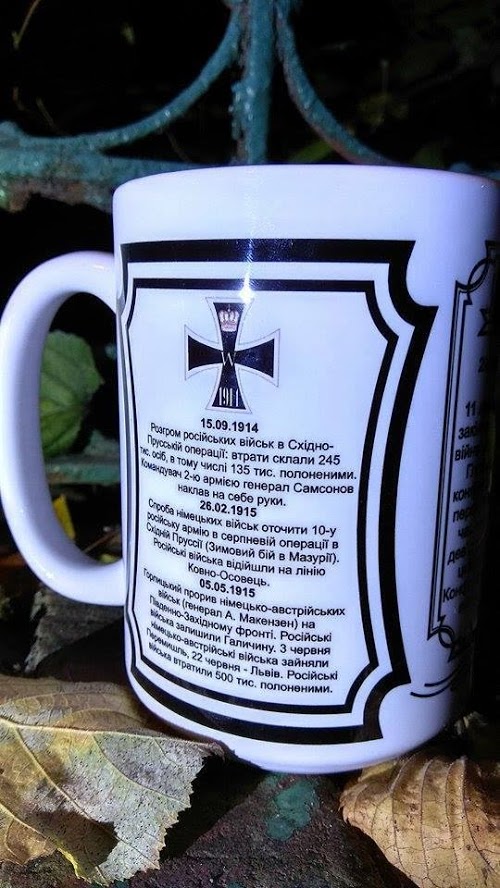 W
1914
15.09.1914
Розгром російських військ в Східно-
Прусській операції: втрати склали 245
тис. осіб, в тому числі 135 тис. полоненими.
Командувач 2-ю армією генерал Самсонов
наклав на себе руки.
26.02.1915
Спроба німецьких військ оточити 10-у
російську армію в серпневій операції в
Східній Пруссії (Зимовий бій в Мазурії).
Російські війська відійшли на лінію
Ковно-Осовець.
05.05.1915
Горлицький прорив німецько-австрійських
військ (генерал А. Макензен) на
Південно-Західному фронті. Російські
війська залишили Галичину. 3 червня
німецько-австрійські війська зайняли
Перемишль, 22 червня - Львів. Російські
війська втратили 500 тис. полоненими.